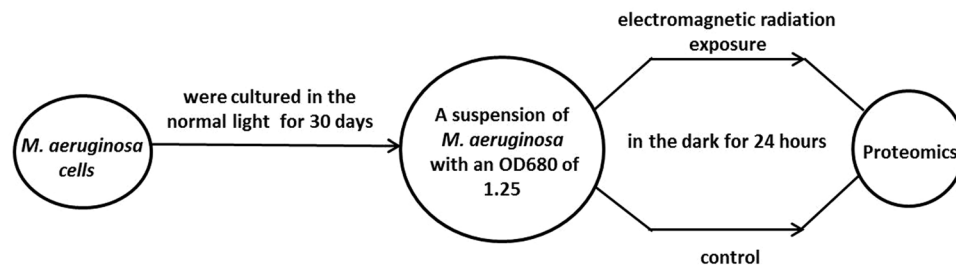 M. aeruginosa
cells
were cultured in the
normal light for 30 days
A suspension of
M. aeruginosa
with an OD680 of
1.25
electromagnetic radiation
exposure
in the dark for 24 hours
control
Proteomics